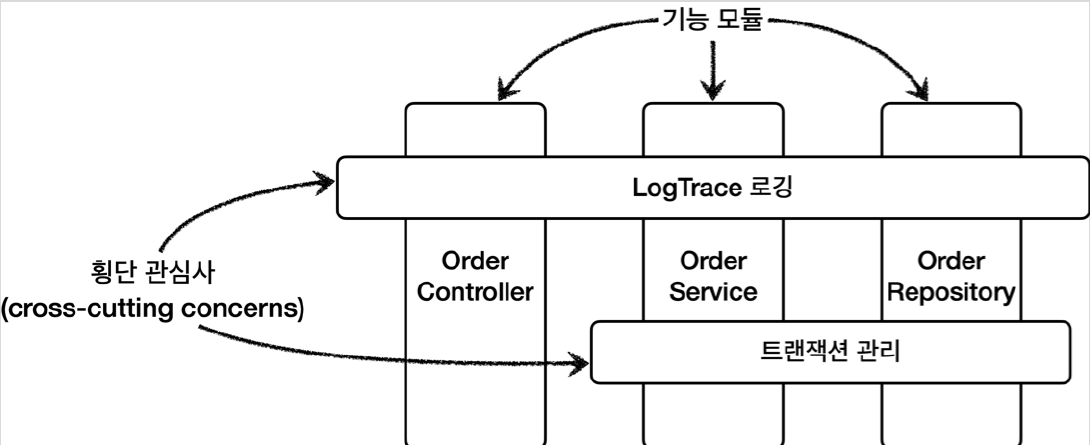 기능 모듈
LogTrace 로깅
횡단 관심사
(cross-cutting concerns)
Order
Controller
Order
Service
Order
Repository
트랜잭션 관리